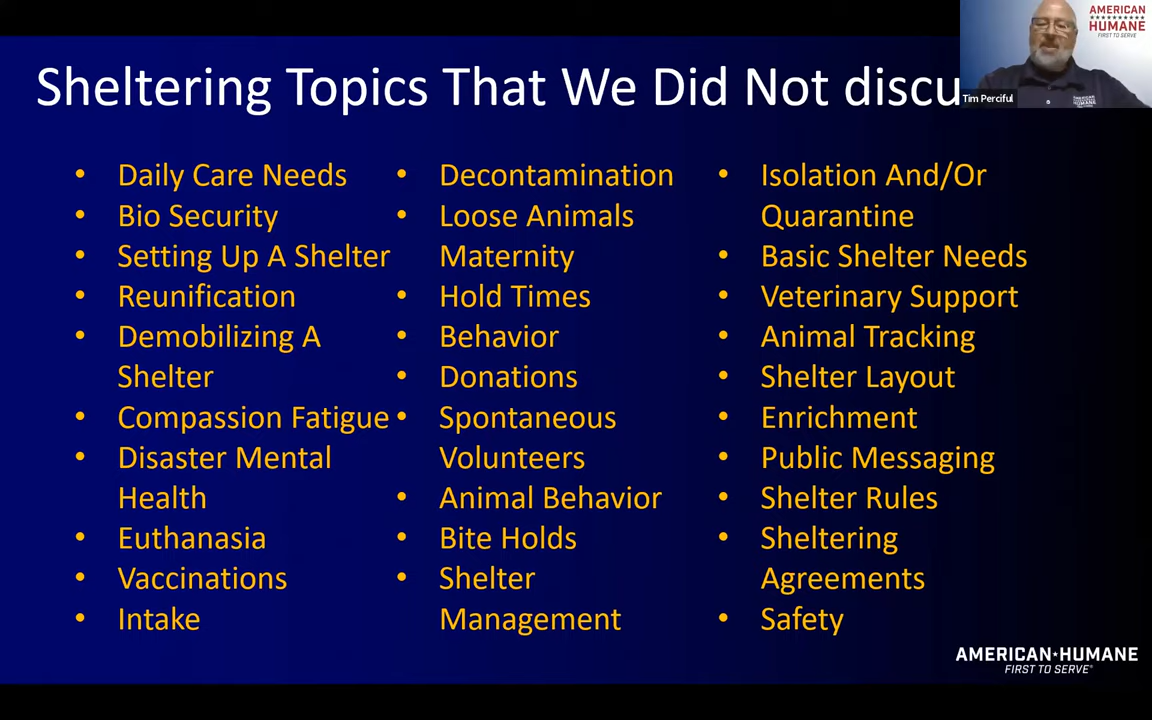 Sheltering Topics That We Did Not discu
• Daily Care Needs
• Bio Security
• Setting Up A Shelter
• Reunification
• Demobilizing A
Shelter
• Compassion Fatigue
• Disaster Mental
Health
• Euthanasia
• Vaccinations
• Intake
• Decontamination
• Loose Animals
Maternity
• Hold Times
• Behavior
• Donations
• Spontaneous
Volunteers
• Animal Behavior
• Bite Holds
• Shelter
Management
• Isolation And/Or
Quarantine
• Basic Shelter Needs
• Veterinary Support
• Animal Tracking
• Shelter Layout
• Enrichment
• Public Messaging
• Shelter Rules
• Sheltering
Agreements
• Safety
AMERICAN
HUMANE
FIRST TO SERVE
Tim Perciful
AMERICAN
HUMANE
AMERICAN★HUMANE
FIRST TO SERVE®